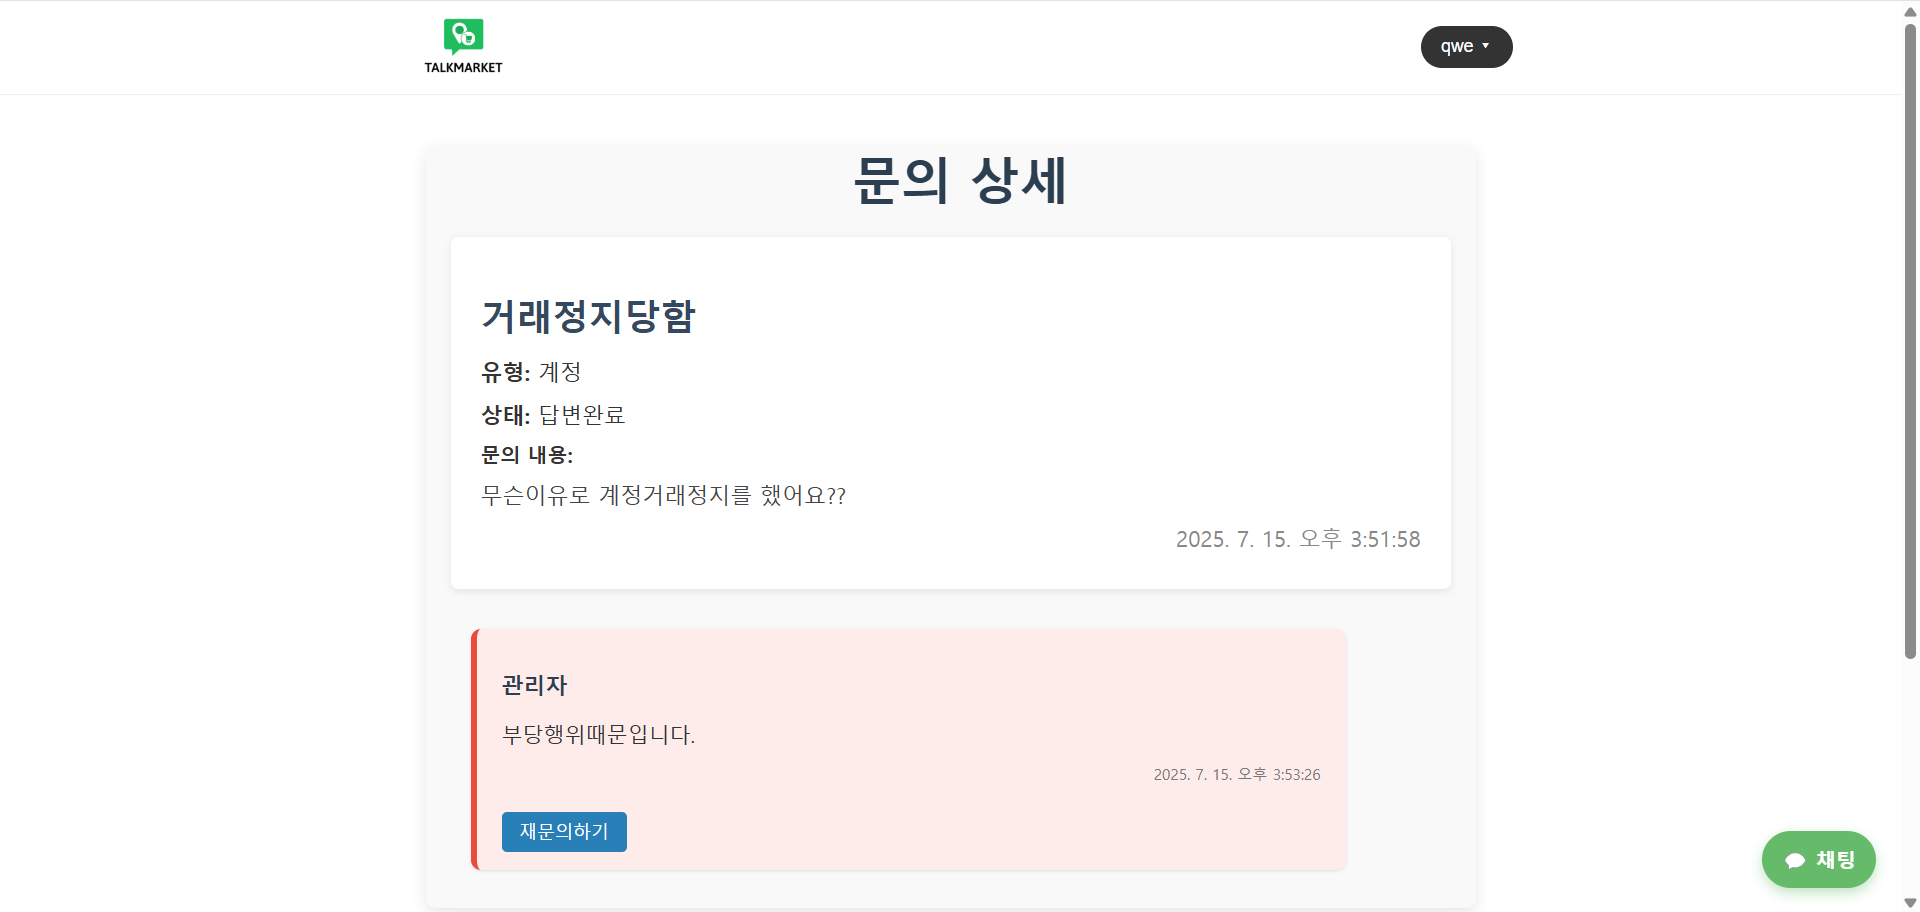 TALKMARKET
qwe
문의 상세
거래정지당함
유형: 계정
상태: 답변완료
문의 내용:
무슨이유로 계정거래정지를 했어요??
2025. 7. 15. 오후 3:51:58
관리자
부당행위때문입니다.
2025. 7. 15. 오후 3:53:26
재문의하기
채팅